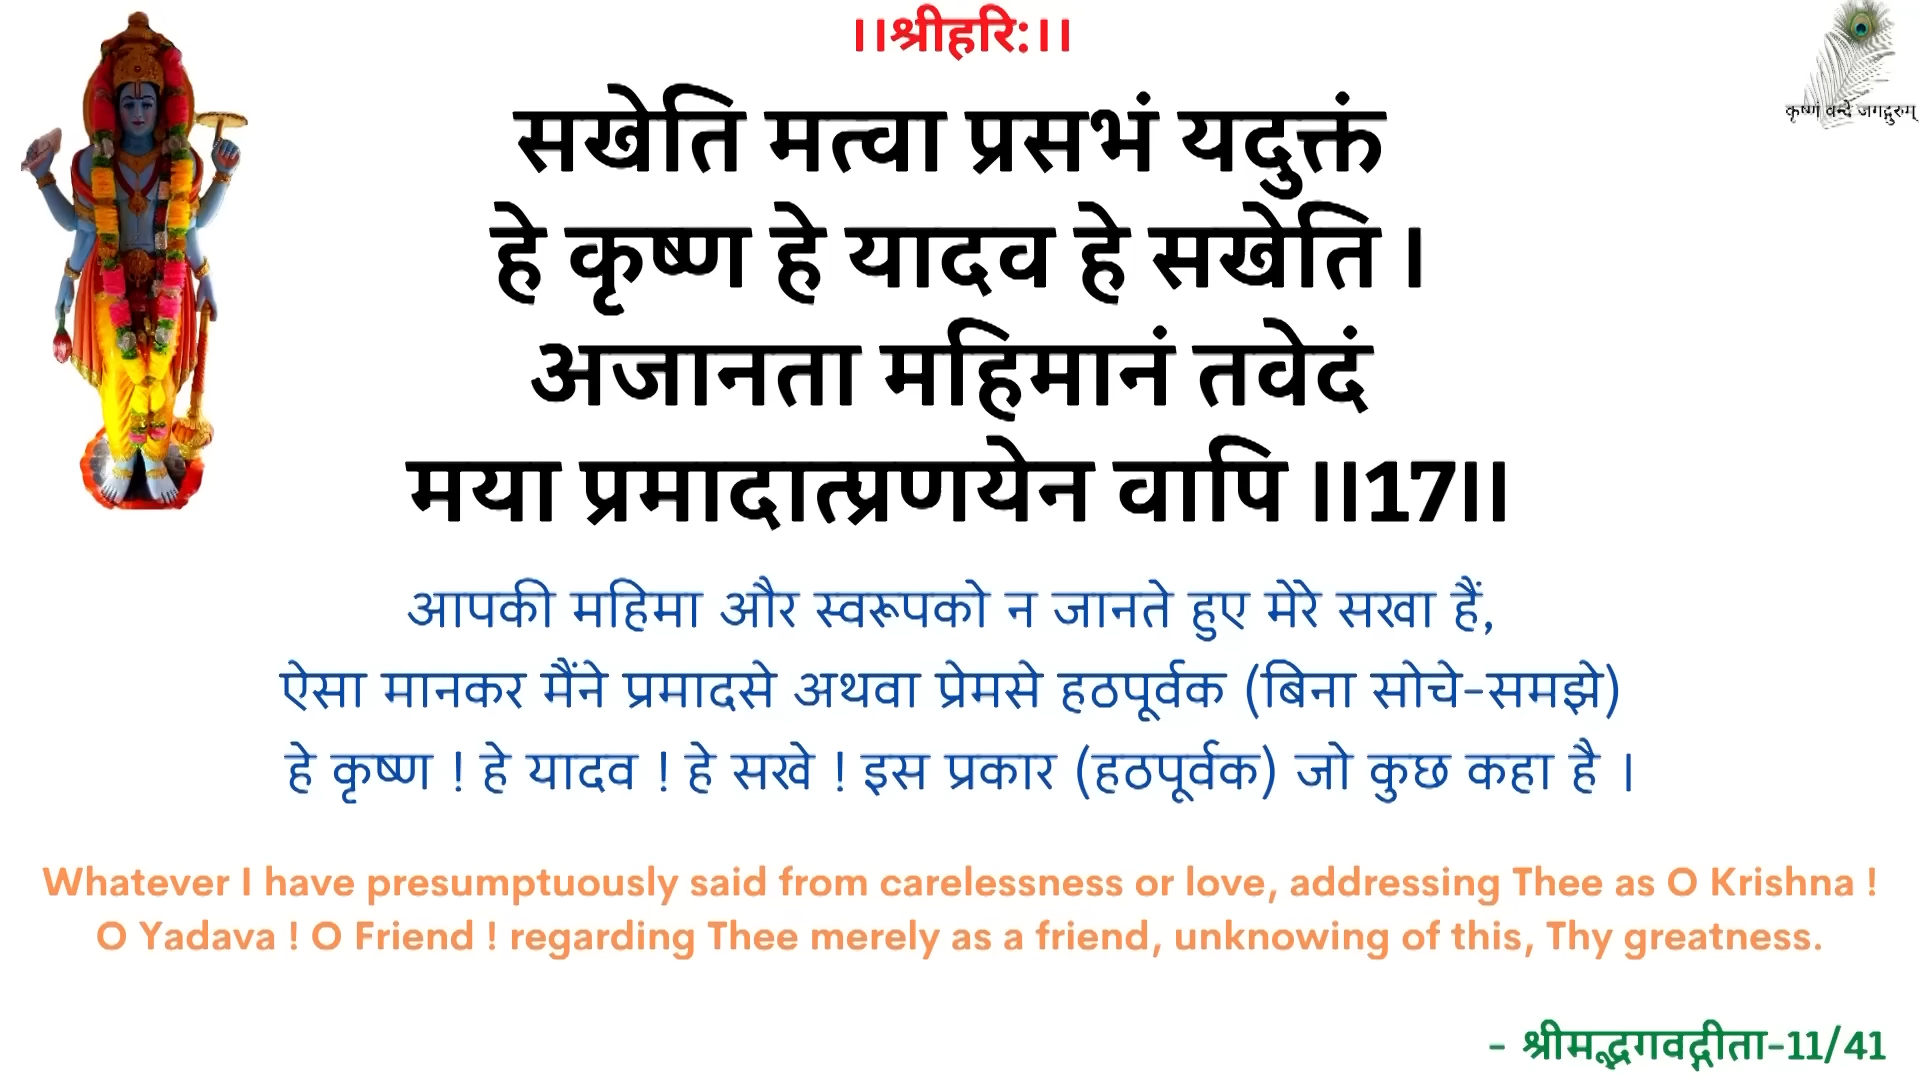 ।।श्रीहरि:।।
कृष्णं वन्दे जगद्गुरुम्
सखेति मत्वा प्रसभं यदुक्तं
हे कृष्ण हे यादव हे सखेति ।
अजानता महिमानं तवेदं
मया प्रमादात्प्रणयेन वापि ।।17।।
आपकी महिमा और स्वरूपको न जानते हुए मेरे सखा हैं,
ऐसा मानकर मैंने प्रमादसे अथवा प्रेमसे हठपूर्वक (बिना सोचे-समझे)
हे कृष्ण ! हे यादव ! हे सखे ! इस प्रकार (हठपूर्वक) जो कुछ कहा है ।
Whatever I have presumptuously said from carelessness or love, addressing Thee as O Krishna !
O Yadava ! O Friend ! regarding Thee merely as a friend, unknowing of this, Thy greatness.
- श्रीमद्भगवद्गीता-11/41